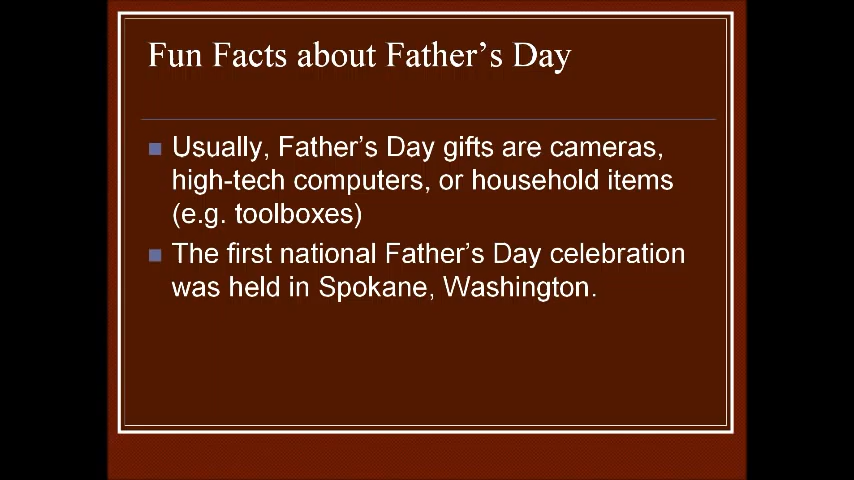 Fun Facts about Father’s Day
Usually, Father’s Day gifts are cameras,
high-tech computers, or household items
(e.g. toolboxes)
The first national Father’s Day celebration
was held in Spokane, Washington.